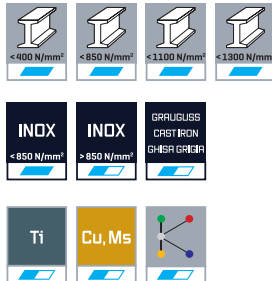 <400 N/mm² <850 N/mm² <1100 N/mm² <1300 N/mm²
INOX INOX GRAUGUSS
CAST IRON
GHISA GRIGIA
<850 N/mm² >850 N/mm²
Ti Cu, Ms